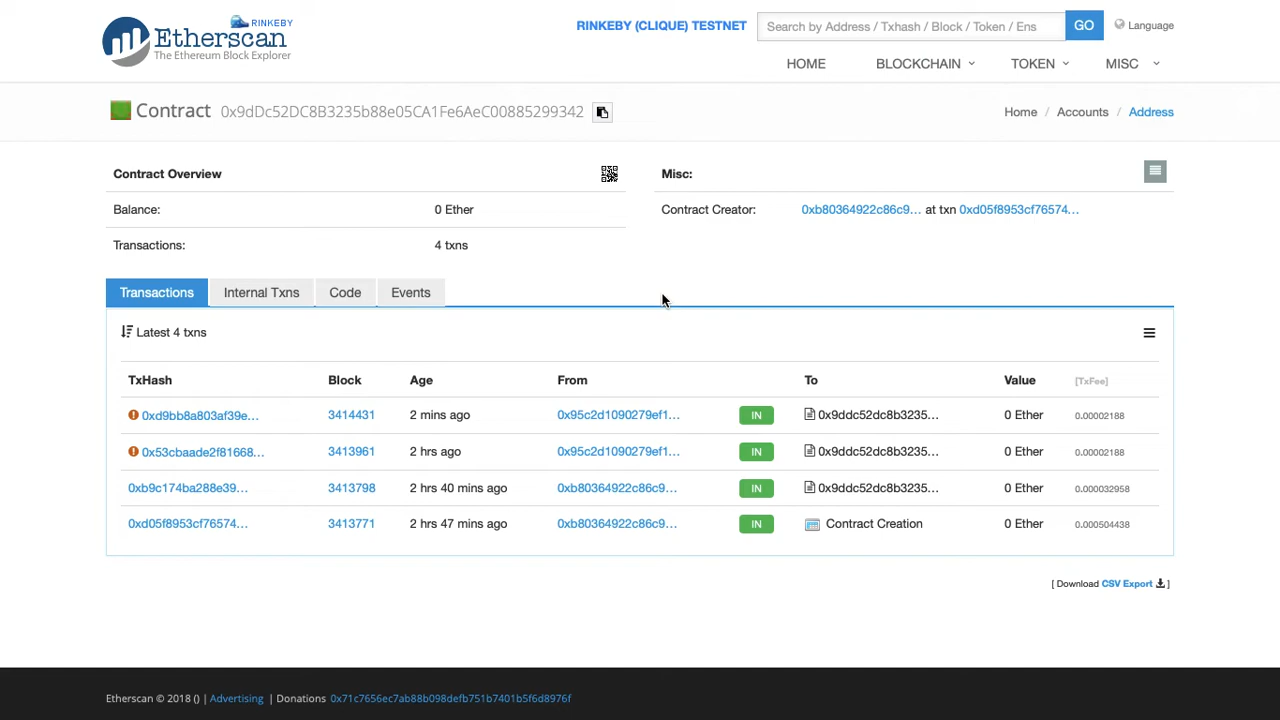 RINKEBY
Etherscan
The Ethereum Block Explorer
RINKEBY (CLIQUE) TESTNET
Search by Address / Txhash / Block / Token / Ens
GO
Language
HOME BLOCKCHAIN TOKEN MISC
Contract 0x9dDc52DC8B3235b88e05CA1Fe6AeC00885299342
Home / Accounts / Address
Contract Overview
Balance: 0 Ether
Transactions: 4 txns
Misc:
Contract Creator: 0xb80364922c86c9... at txn 0xd05f8953cf76574...
Transactions Internal Txns Code Events
Latest 4 txns
TxHash Block Age From To Value [TxFee]
0xd9bb8a803af39e... 3414431 2 mins ago 0x95c2d1090279ef1... IN 0x9ddc52dc8b3235... 0 Ether 0.00002188
0x53cbaade2f81668... 3413961 2 hrs ago 0x95c2d1090279ef1... IN 0x9ddc52dc8b3235... 0 Ether 0.00002188
0xb9c174ba288e39... 3413798 2 hrs 40 mins ago 0xb80364922c86c9... IN 0x9ddc52dc8b3235... 0 Ether 0.000032958
0xd05f8953cf76574... 3413771 2 hrs 47 mins ago 0xb80364922c86c9... IN Contract Creation 0 Ether 0.000504438
[ Download CSV Export ]
Etherscan © 2018 () | Advertising | Donations 0x71c7656ec7ab88b098defb751b7401b5f6d8976f